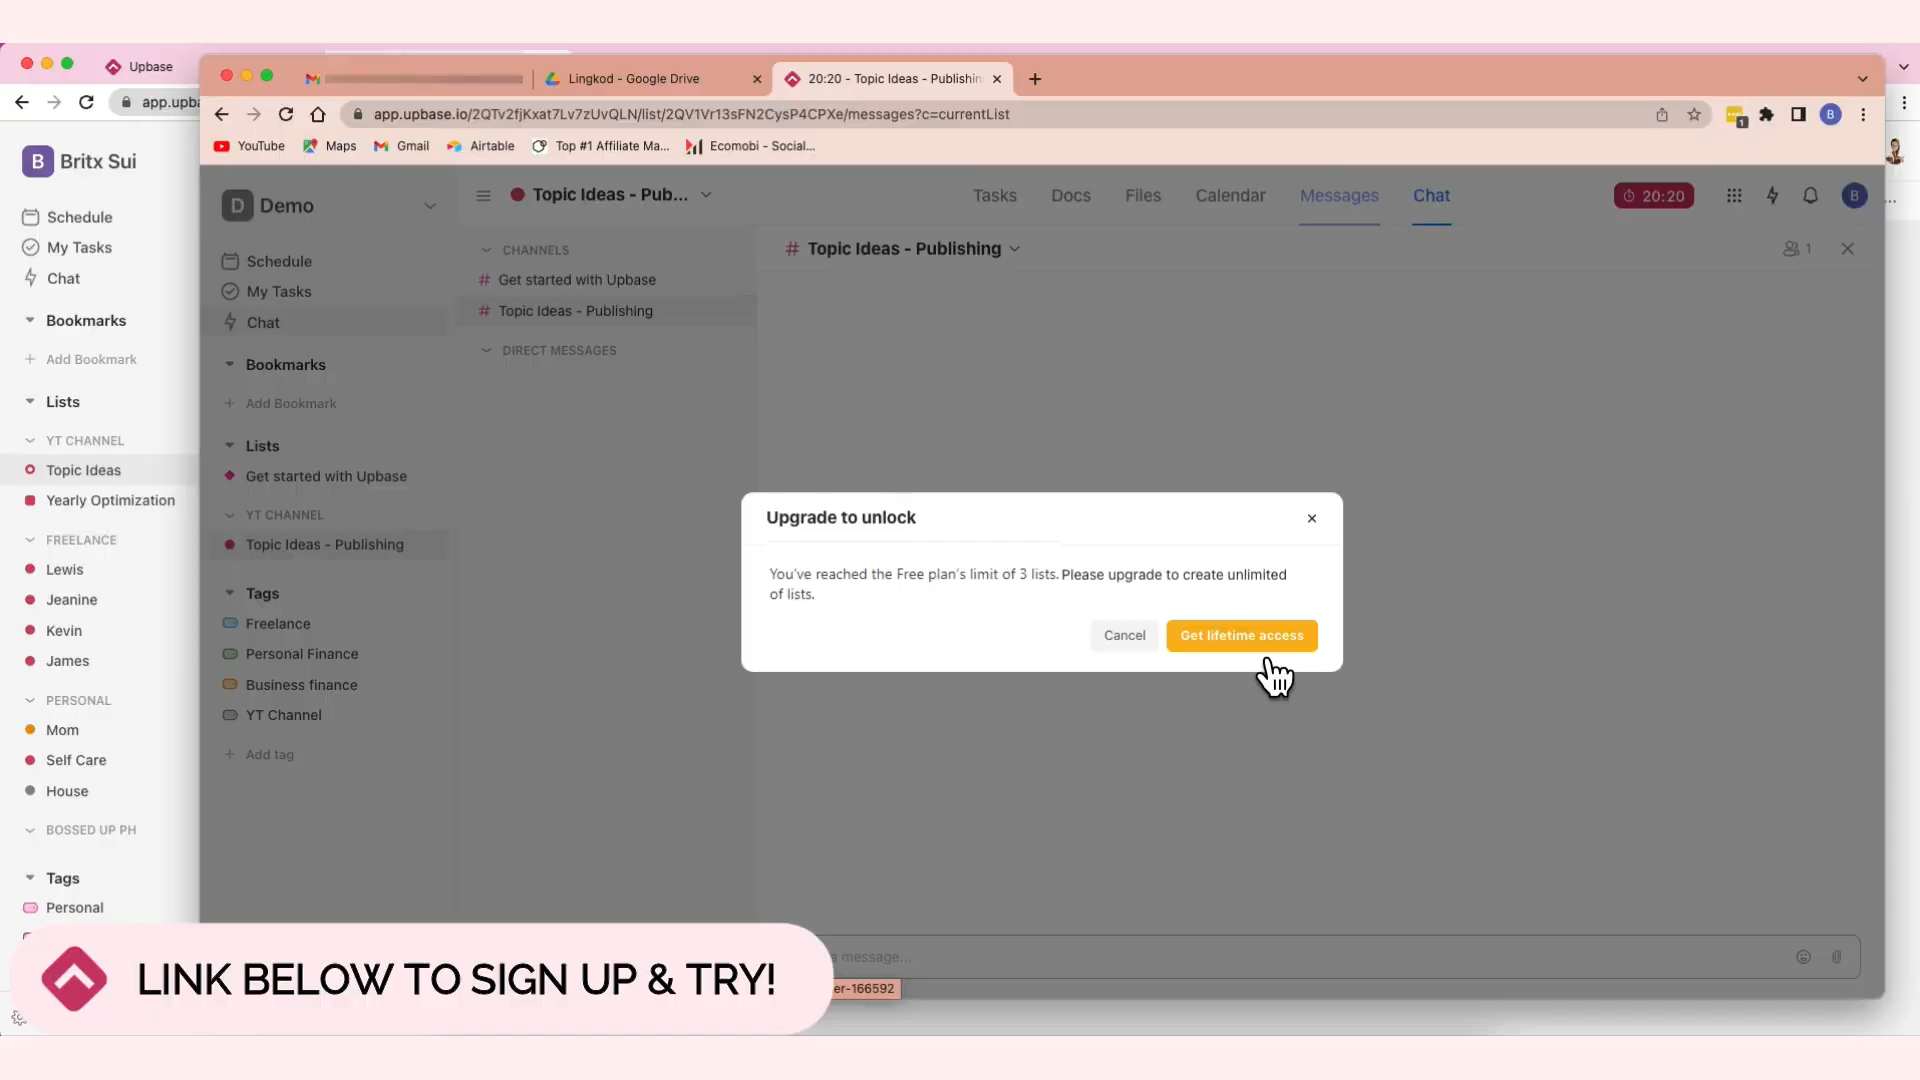 Upbase
Lingkod - Google Drive
20:20 - Topic Ideas - Publishin
app.upba
app.upbase.io/2QTv2fjKxat7Lv7zUvQLN/list/2QV1Vr13sFN2CysP4CPXe/messages?c=currentList
1
B
YouTube
Maps
Gmail
Airtable
Top #1 Affiliate Ma...
Ecomobi - Social...
B Britx Sui
Schedule
My Tasks
Chat
Bookmarks
+ Add Bookmark
Lists
YT CHANNEL
Topic Ideas
Yearly Optimization
FREELANCE
Lewis
Jeanine
Kevin
James
PERSONAL
Mom
Self Care
House
BOSSED UP PH
Tags
Personal
D Demo
Schedule
My Tasks
Chat
Bookmarks
+ Add Bookmark
Lists
Get started with Upbase
YT CHANNEL
Topic Ideas - Publishing
Tags
Freelance
Personal Finance
Business finance
YT Channel
+ Add tag
Topic Ideas - Pub...
Tasks
Docs
Files
Calendar
Messages
Chat
20:20
B
CHANNELS
# Get started with Upbase
# Topic Ideas - Publishing
DIRECT MESSAGES
# Topic Ideas - Publishing
1
Upgrade to unlock
You've reached the Free plan's limit of 3 lists. Please upgrade to create unlimited
of lists.
Cancel
Get lifetime access
a message...
er-166592
LINK BELOW TO SIGN UP & TRY!